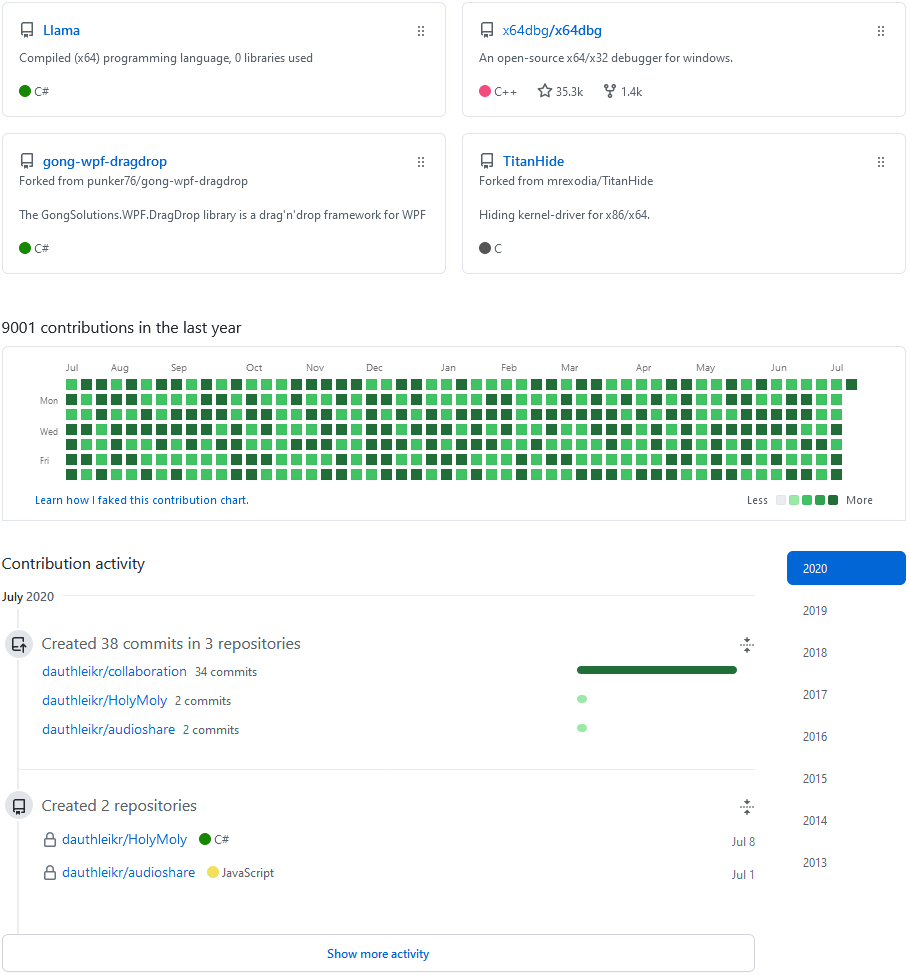 Llama
Compiled (x64) programming language, 0 libraries used
C#
x64dbg/x64dbg
An open-source x64/x32 debugger for windows.
C++ 35.3k 1.4k
gong-wpf-dragdrop
Forked from punker76/gong-wpf-dragdrop
The GongSolutions.WPF.DragDrop library is a drag'n'drop framework for WPF
C#
TitanHide
Forked from mrexodia/TitanHide
Hiding kernel-driver for x86/x64.
C
9001 contributions in the last year
Jul Aug Sep Oct Nov Dec Jan Feb Mar Apr May Jun Jul
Mon
Wed
Fri
Learn how I faked this contribution chart. Less More
Contribution activity
2020
July 2020
2019
Created 38 commits in 3 repositories
2018
dauthleikr/collaboration 34 commits
2017
dauthleikr/HolyMoly 2 commits
dauthleikr/audioshare 2 commits
2016
2015
Created 2 repositories
2014
dauthleikr/HolyMoly C# Jul 8
2013
dauthleikr/audioshare JavaScript Jul 1
Show more activity